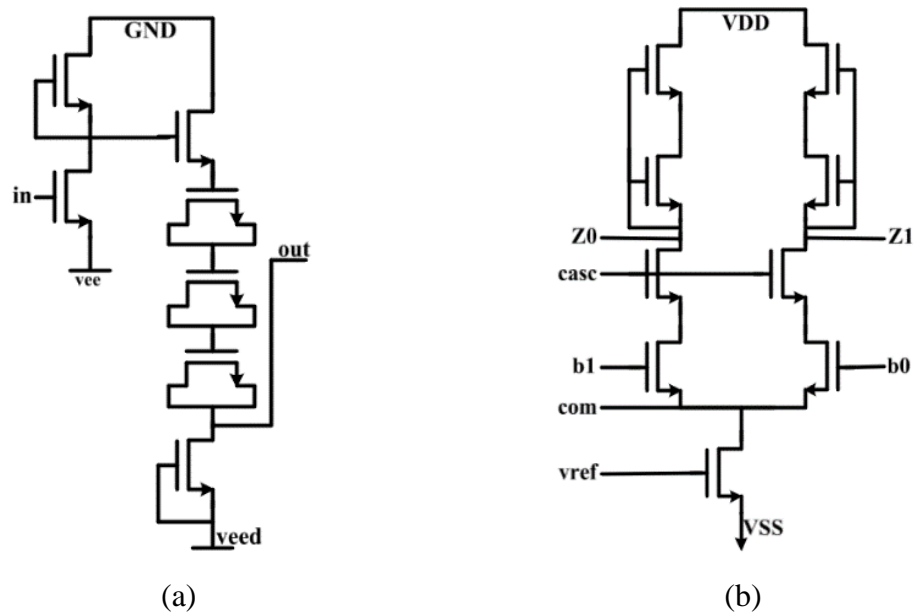 GND
in
vee
out
veed
(a)
VDD
Z0
Z1
casc
b1
b0
com
vref
VSS
(b)